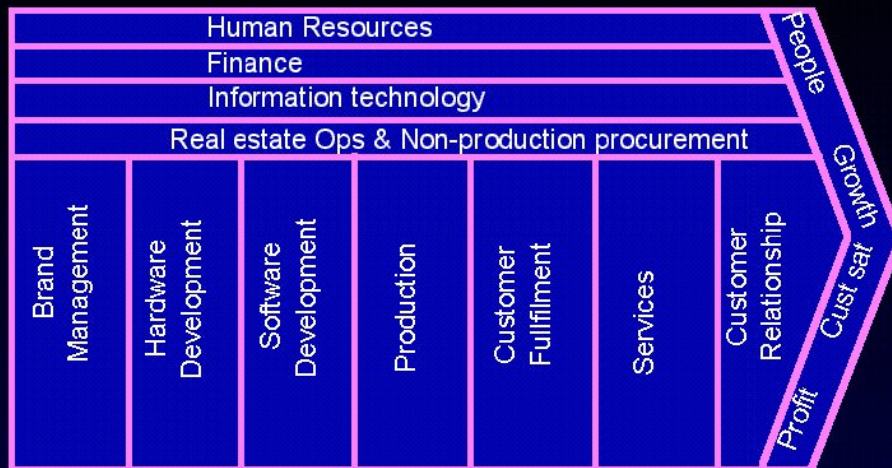 Human Resources
Finance
Information technology
Real estate Ops & Non-production procurement
Brand
Management
Hardware
Development
Software
Development
Production
Customer
Fullfilment
Services
Customer
Relationship
People
Growth
Cust sat
Profit